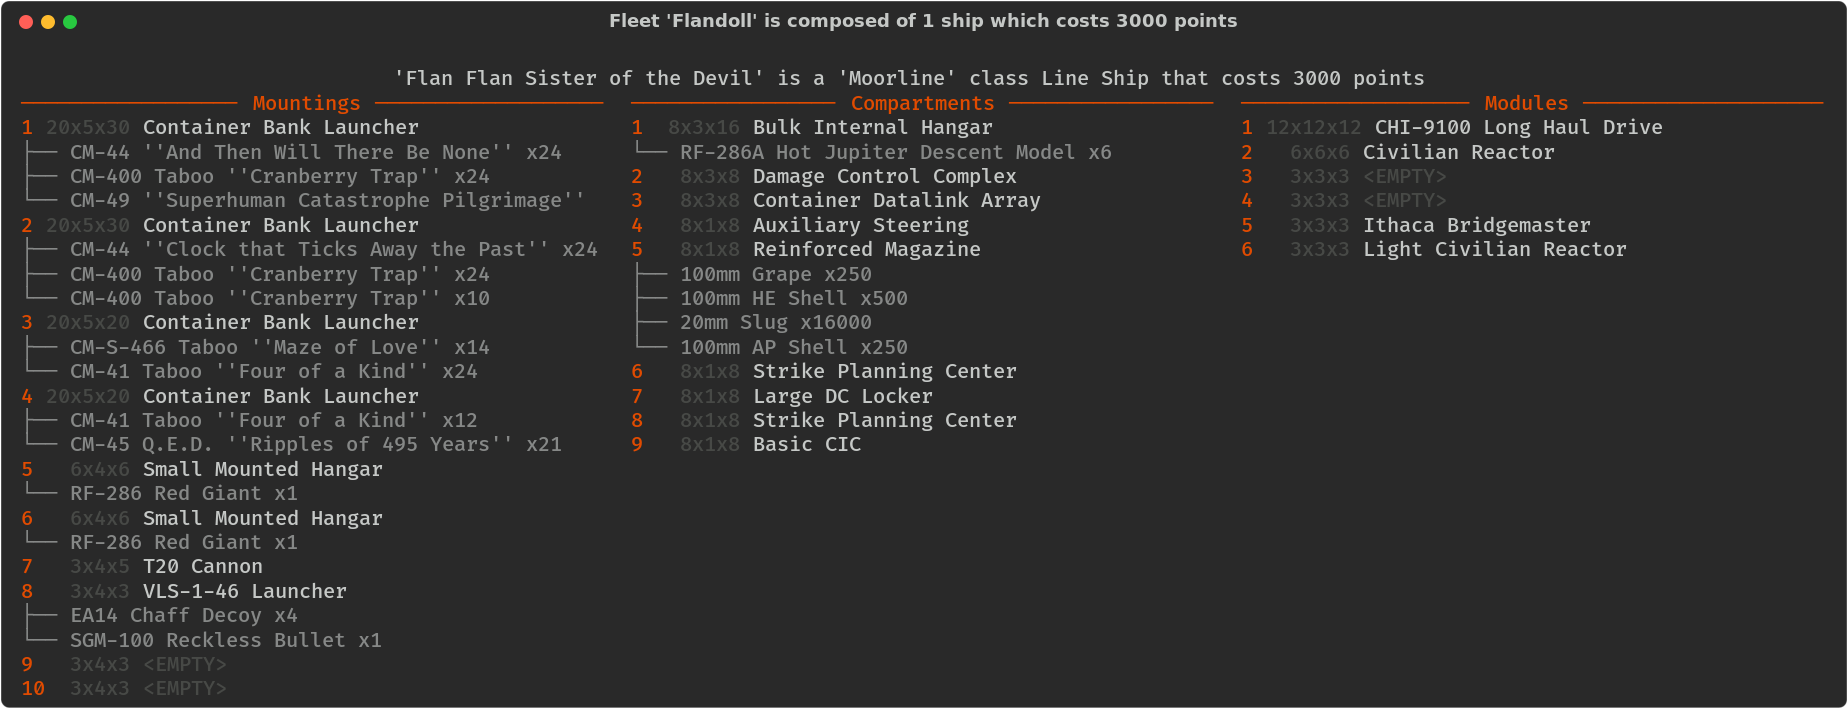 Fleet 'Flandoll' is composed of 1 ship which costs 3000 points
'Flan Flan Sister of the Devil' is a 'Moorline' class Line Ship that costs 3000 points
Mountings
1 20x5x30 Container Bank Launcher
CM-44 ''And Then Will There Be None'' x24
CM-400 Taboo ''Cranberry Trap'' x24
CM-49 ''Superhuman Catastrophe Pilgrimage''
2 20x5x30 Container Bank Launcher
CM-44 ''Clock that Ticks Away the Past'' x24
CM-400 Taboo ''Cranberry Trap'' x24
CM-400 Taboo ''Cranberry Trap'' x10
3 20x5x20 Container Bank Launcher
CM-S-466 Taboo ''Maze of Love'' x14
CM-41 Taboo ''Four of a Kind'' x24
4 20x5x20 Container Bank Launcher
CM-41 Taboo ''Four of a Kind'' x12
CM-45 Q.E.D. ''Ripples of 495 Years'' x21
5 6x4x6 Small Mounted Hangar
RF-286 Red Giant x1
6 6x4x6 Small Mounted Hangar
RF-286 Red Giant x1
7 3x4x5 T20 Cannon
8 3x4x3 VLS-1-46 Launcher
EA14 Chaff Decoy x4
SGM-100 Reckless Bullet x1
9 3x4x3 <EMPTY>
10 3x4x3 <EMPTY>
Compartments
1 8x3x16 Bulk Internal Hangar
RF-286A Hot Jupiter Descent Model x6
2 8x3x8 Damage Control Complex
3 8x3x8 Container Datalink Array
4 8x1x8 Auxiliary Steering
5 8x1x8 Reinforced Magazine
100mm Grape x250
100mm HE Shell x500
20mm Slug x16000
100mm AP Shell x250
6 8x1x8 Strike Planning Center
7 8x1x8 Large DC Locker
8 8x1x8 Strike Planning Center
9 8x1x8 Basic CIC
Modules
1 12x12x12 CHI-9100 Long Haul Drive
2 6x6x6 Civilian Reactor
3 3x3x3 <EMPTY>
4 3x3x3 <EMPTY>
5 3x3x3 Ithaca Bridgemaster
6 3x3x3 Light Civilian Reactor